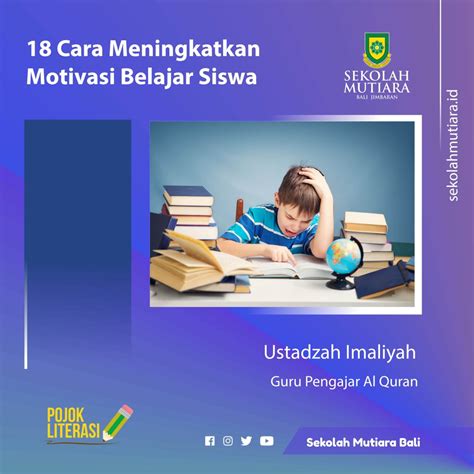 18 Cara Meningkatkan
Motivasi Belajar Siswa
SEKOLAH
MUTIARA
BALI JIMBARAN
sekolahmutiara.id
Ustadzah Imaliyah
Guru Pengajar Al Quran
POJOK
LITERASI
Sekolah Mutiara Bali